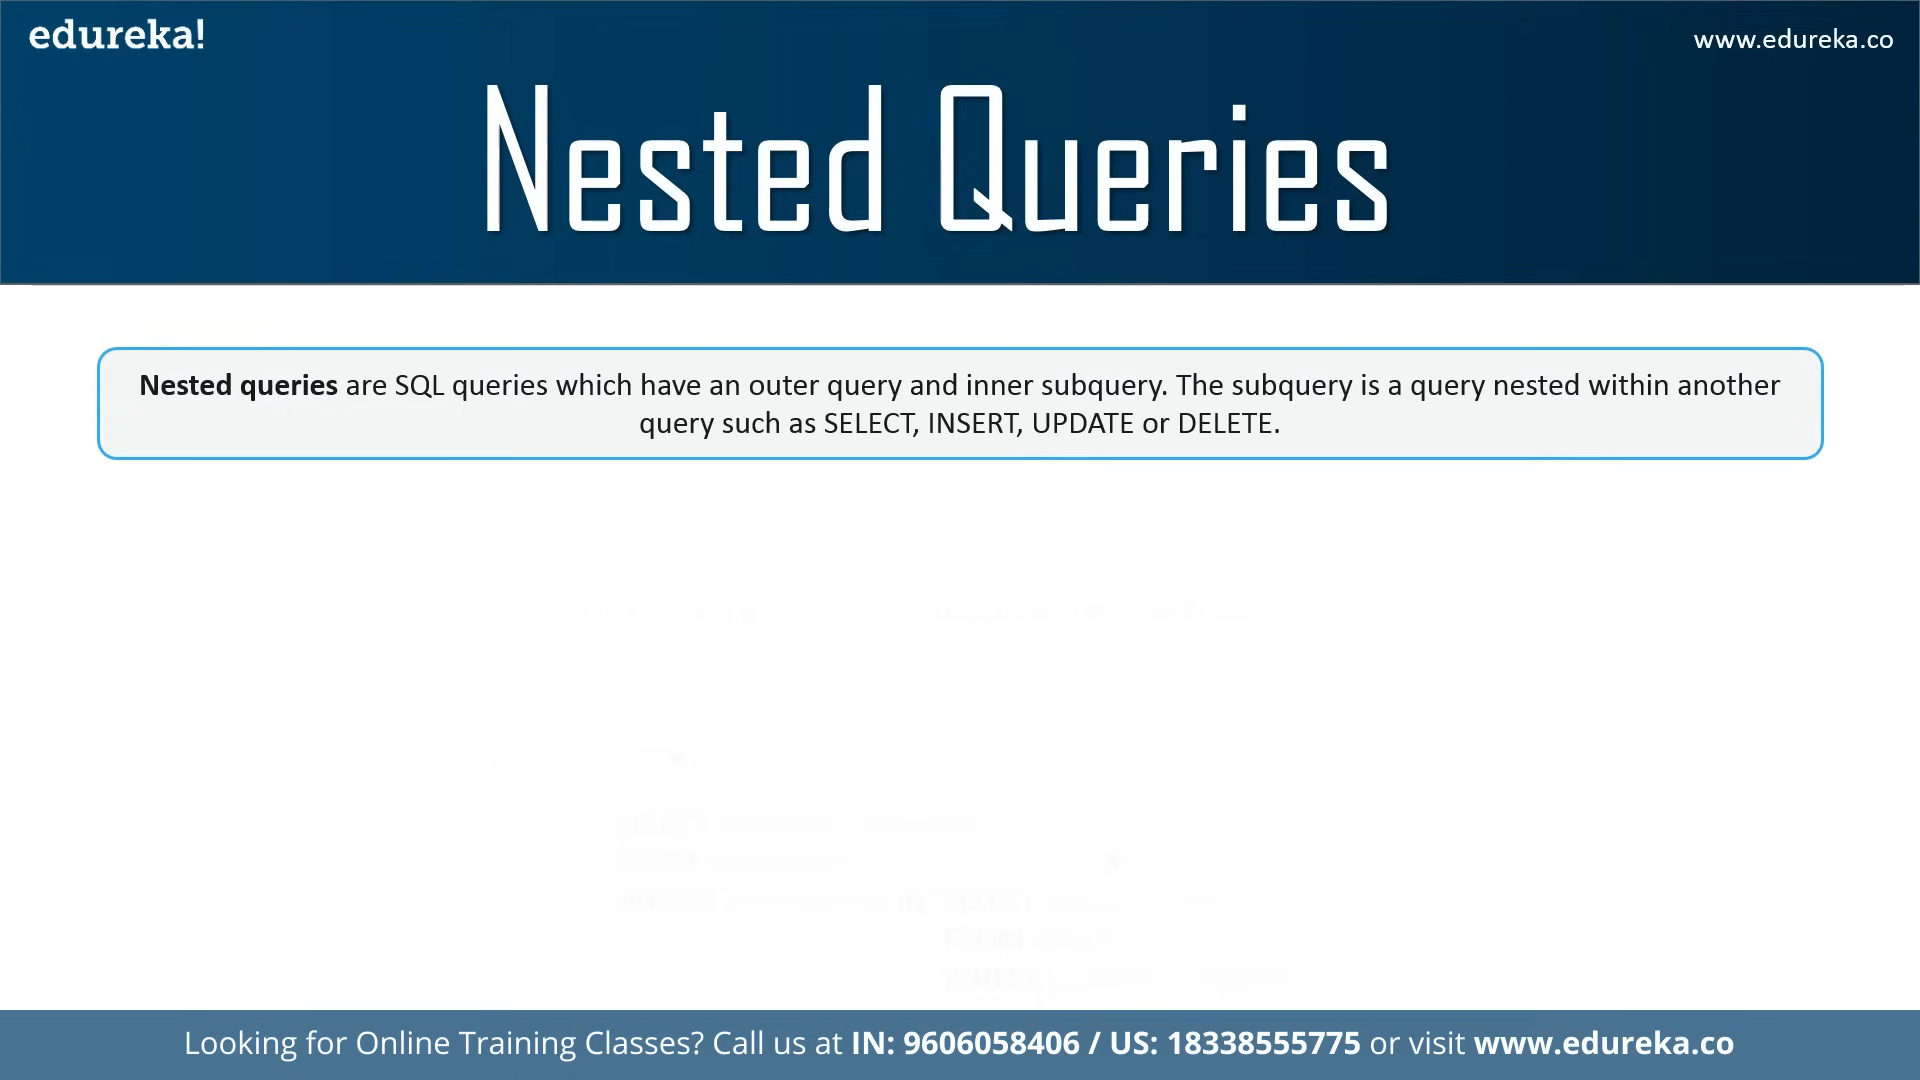 edureka!
www.edureka.co
Nested Queries
Nested queries are SQL queries which have an outer query and inner subquery. The subquery is a query nested within another
query such as SELECT, INSERT, UPDATE or DELETE.
Looking for Online Training Classes? Call us at IN: 9606058406 / US: 18338555775 or visit www.edureka.co